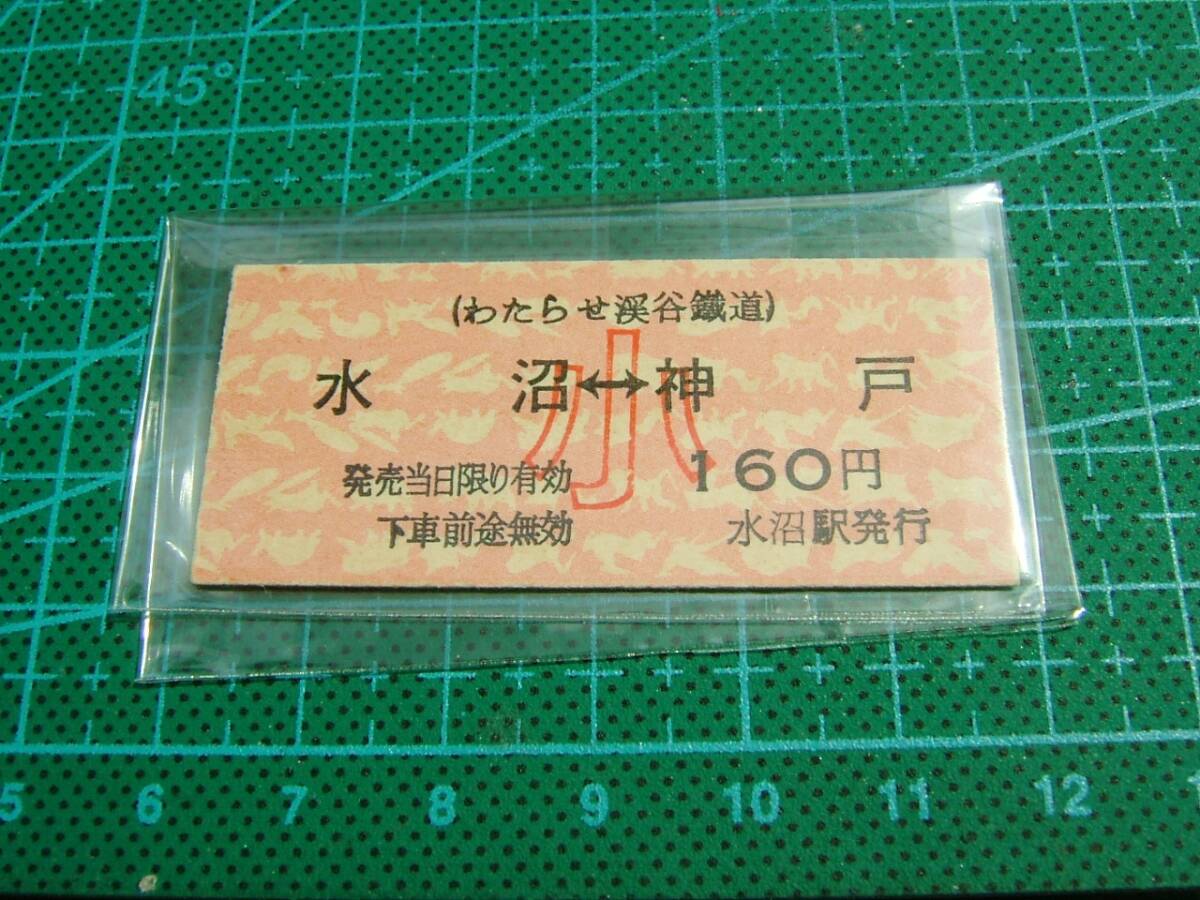 45°
(わたらせ渓谷鐵道)
水沼↔神戸
小
発売当日限り有効 160円
下車前途無効 水沼駅発行
5 6 7 8 9 10 11 12